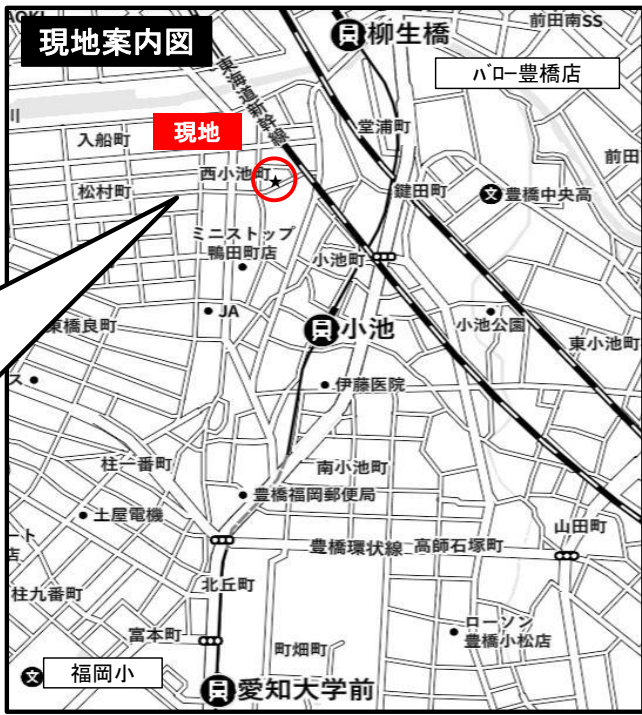 AOKI
現地案内図
柳生橋
前田南SS
バロー豊橋店
東海道新幹線
川
入船町
現地
堂浦町
前田
西小池町
松村町
鍵田町
豊橋中央高
ミニストップ
鴨田町店
小池町
JA
小池
小池公園
東橋良町
東小池町
ス
伊藤医院
柱一番町
南小池町
豊橋福岡郵便局
土屋電機
山田町
ート
店
豊橋環状線
高師石塚町
柱九番町
北丘町
富本町
ローソン
豊橋小松店
町畑町
福岡小
愛知大学前